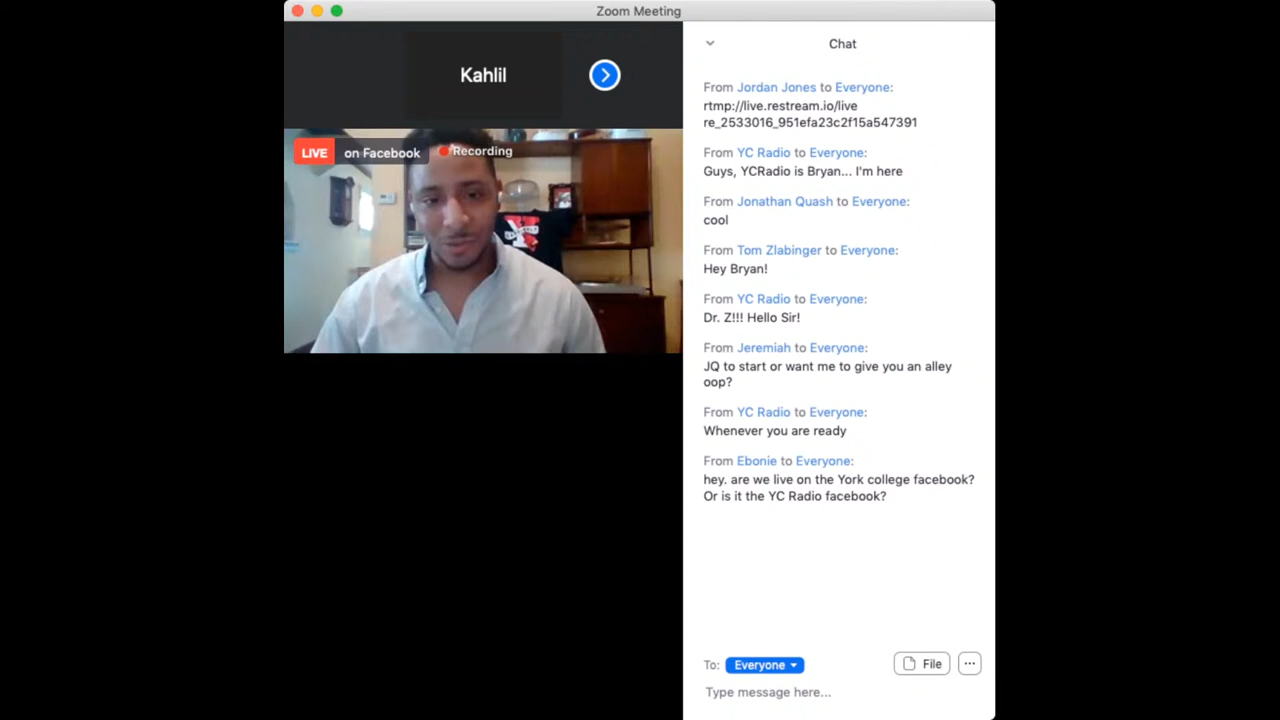 Zoom Meeting
Kahlil
LIVE on Facebook Recording
Chat
From Jordan Jones to Everyone:
rtmp://live.restream.io/live
re_2533016_951efa23c2f15a547391
From YC Radio to Everyone:
Guys, YCRadio is Bryan... I'm here
From Jonathan Quash to Everyone:
cool
From Tom Zlabinger to Everyone:
Hey Bryan!
From YC Radio to Everyone:
Dr. Z!!! Hello Sir!
From Jeremiah to Everyone:
JQ to start or want me to give you an alley
oop?
From YC Radio to Everyone:
Whenever you are ready
From Ebonie to Everyone:
hey. are we live on the York college facebook?
Or is it the YC Radio facebook?
To: Everyone File ...
Type message here...